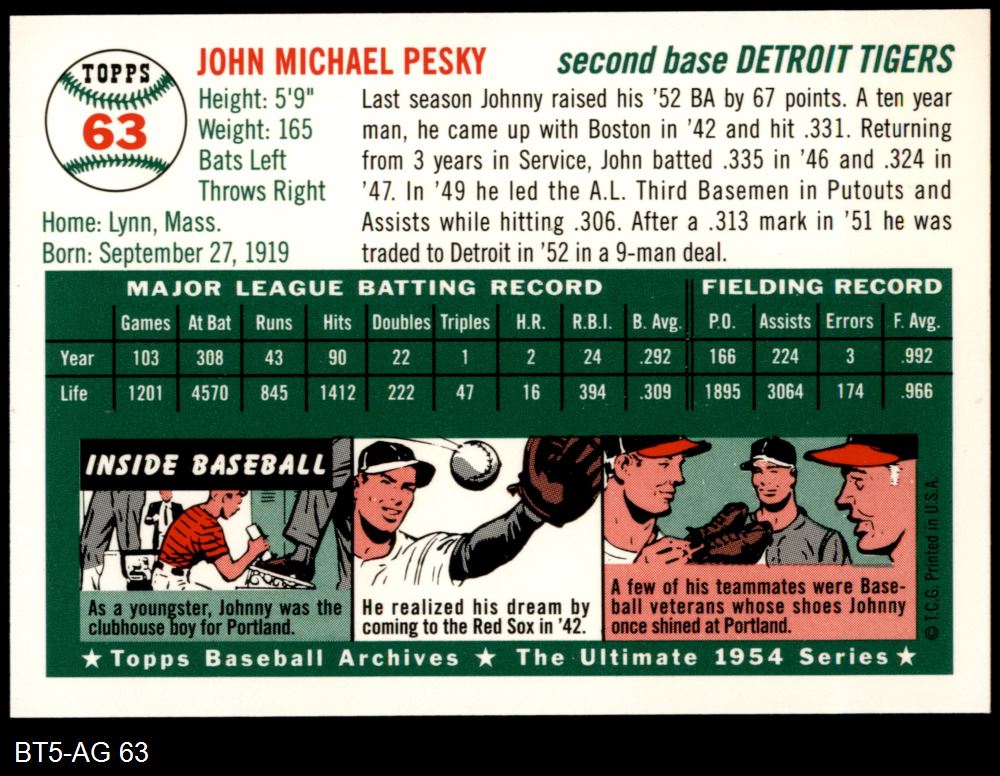 TOPPS
63
JOHN MICHAEL PESKY
second base DETROIT TIGERS
Height: 5'9"
Weight: 165
Bats Left
Throws Right
Home: Lynn, Mass.
Born: September 27, 1919
Last season Johnny raised his '52 BA by 67 points. A ten year
man, he came up with Boston in '42 and hit .331. Returning
from 3 years in Service, John batted .335 in '46 and .324 in
'47. In '49 he led the A.L. Third Basemen in Putouts and
Assists while hitting .306. After a .313 mark in '51 he was
traded to Detroit in '52 in a 9-man deal.
MAJOR LEAGUE BATTING RECORD
FIELDING RECORD
Games At Bat Runs Hits Doubles Triples H.R. R.B.I. B. Avg. P.O. Assists Errors F. Avg.
Year 103 308 43 90 22 1 2 24 .292 166 224 3 .992
Life 1201 4570 845 1412 222 47 16 394 .309 1895 3064 174 .966
INSIDE BASEBALL
As a youngster, Johnny was the
clubhouse boy for Portland.
He realized his dream by
coming to the Red Sox in '42.
A few of his teammates were Base-
ball veterans whose shoes Johnny
once shined at Portland.
© T.C.G. Printed in U.S.A.
★ Topps Baseball Archives ★ The Ultimate 1954 Series ★
BT5-AG 63